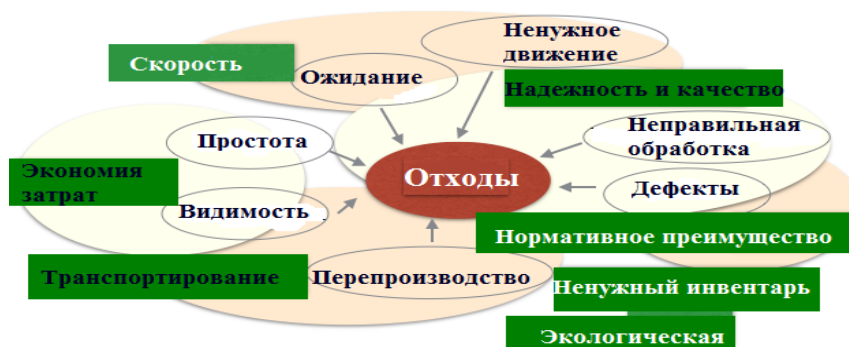 Ненужное
движение
Скорость
Ожидание
Надежность и качество
Простота
Неправильная
обработка
Экономия
затрат
Отходы
Дефекты
Видимость
Нормативное преимущество
Транспортирование
Перепроизводство
Ненужный инвентарь
Экологическая